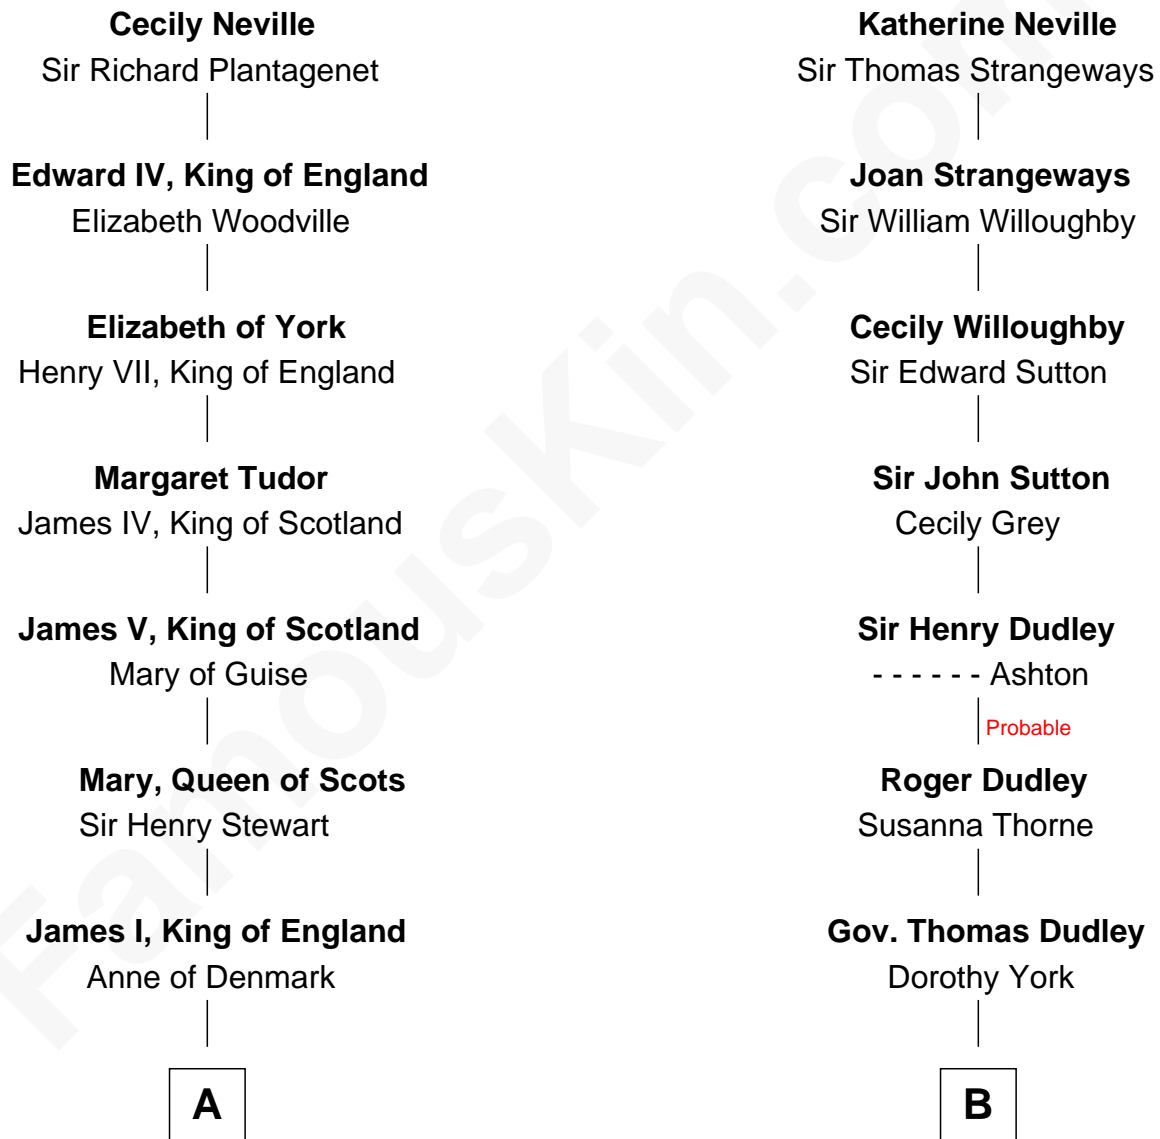 Cecily Neville
Sir Richard Plantagenet
Edward IV, King of England
Elizabeth Woodville
Elizabeth of York
Henry VII, King of England
Margaret Tudor
James IV, King of Scotland
James V, King of Scotland
Mary of Guise
Mary, Queen of Scots
Sir Henry Stewart
James I, King of England
Anne of Denmark
A
Katherine Neville
Sir Thomas Strangeways
Joan Strangeways
Sir William Willoughby
Cecily Willoughby
Sir Edward Sutton
Sir John Sutton
Cecily Grey
Sir Henry Dudley
- - - - - - Ashton
Probable
Roger Dudley
Susanna Thorne
Gov. Thomas Dudley
Dorothy York
B
FamousKin.com